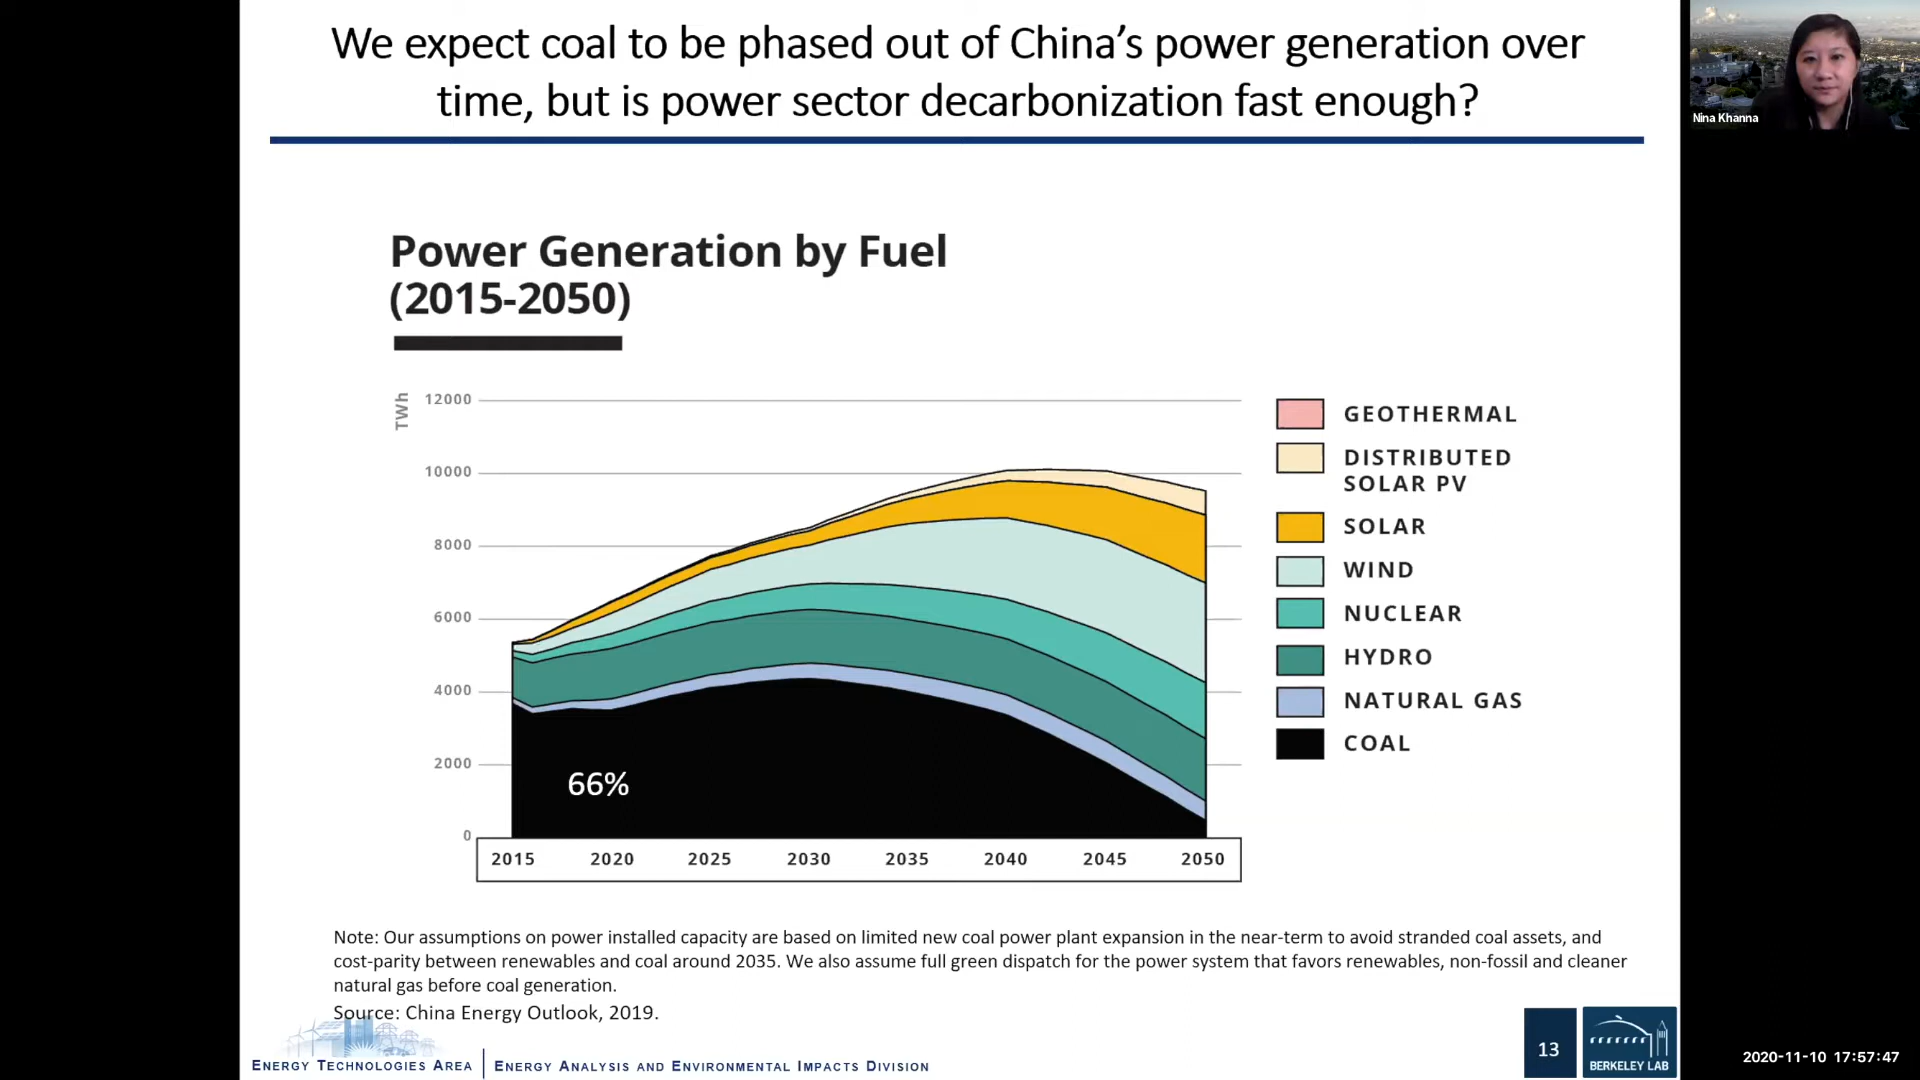 We expect coal to be phased out of China’s power generation over
time, but is power sector decarbonization fast enough?
Nina Khanna
Power Generation by Fuel
(2015-2050)
TWh
12000
10000
8000
6000
4000
2000
0
66%
2015 2020 2025 2030 2035 2040 2045 2050
GEOTHERMAL
DISTRIBUTED
SOLAR PV
SOLAR
WIND
NUCLEAR
HYDRO
NATURAL GAS
COAL
Note: Our assumptions on power installed capacity are based on limited new coal power plant expansion in the near-term to avoid stranded coal assets, and
cost-parity between renewables and coal around 2035. We also assume full green dispatch for the power system that favors renewables, non-fossil and cleaner
natural gas before coal generation.
Source: China Energy Outlook, 2019.
ENERGY TECHNOLOGIES AREA
ENERGY ANALYSIS AND ENVIRONMENTAL IMPACTS DIVISION
13
BERKELEY LAB
2020-11-10 17:57:47